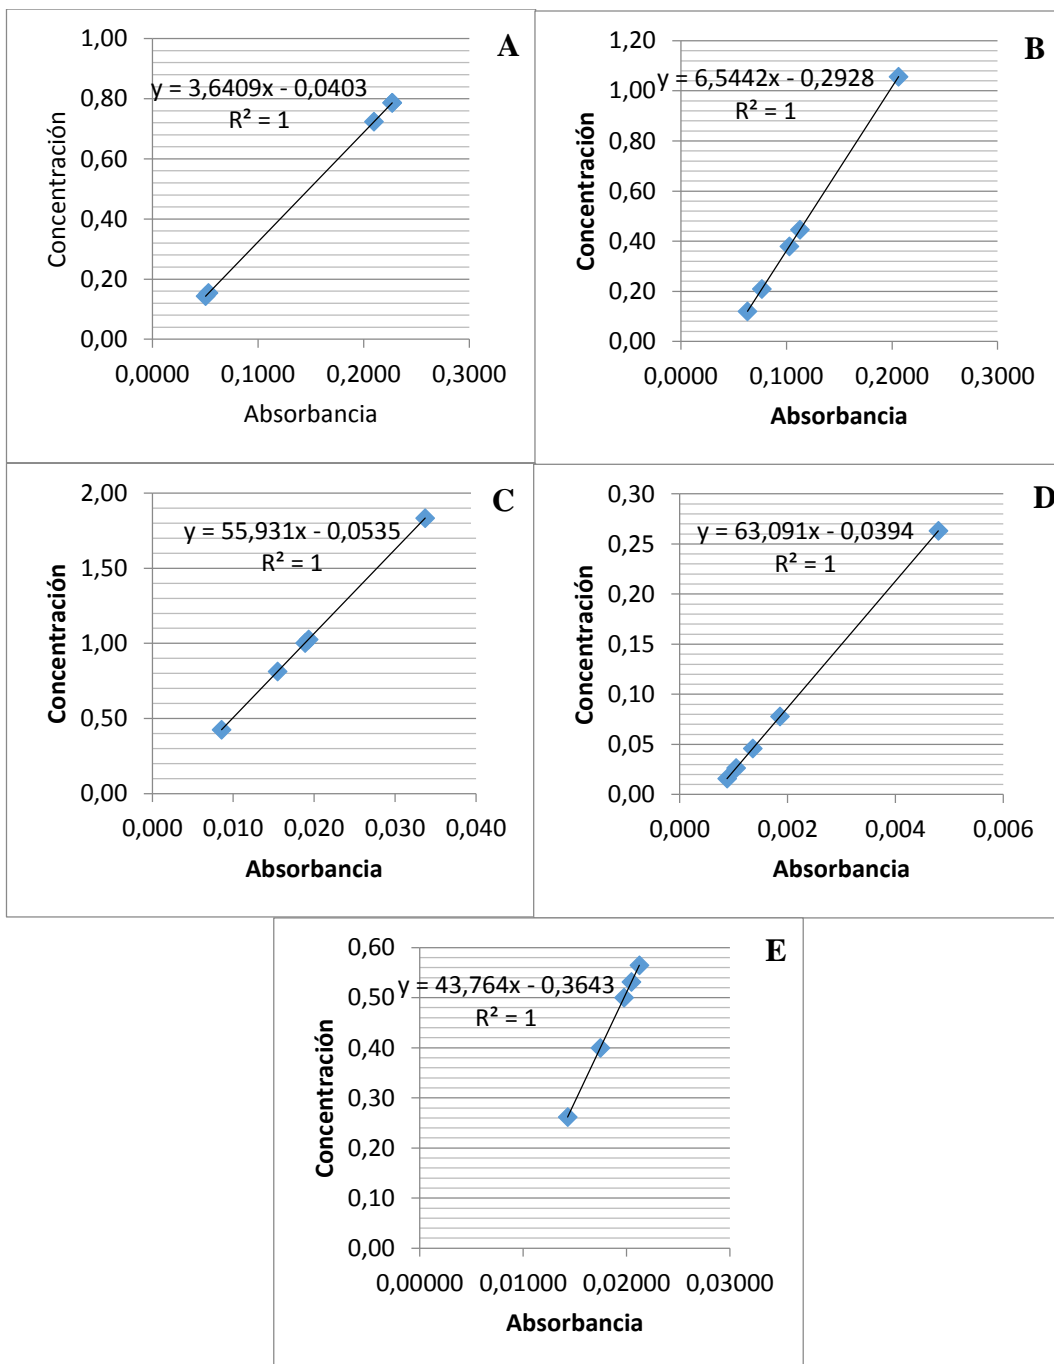 A
1,00
0,80
0,60
0,40
0,20
0,00
y = 3,6409x - 0,0403
R² = 1
Concentración
0,0000 0,1000 0,2000 0,3000
Absorbancia
B
1,20
1,00
0,80
0,60
0,40
0,20
0,00
y = 6,5442x - 0,2928
R² = 1
Concentración
0,0000 0,1000 0,2000 0,3000
Absorbancia
C
2,00
1,50
1,00
0,50
0,00
y = 55,931x - 0,0535
R² = 1
Concentración
0,000 0,010 0,020 0,030 0,040
Absorbancia
D
0,30
0,25
0,20
0,15
0,10
0,05
0,00
y = 63,091x - 0,0394
R² = 1
Concentración
0,000 0,002 0,004 0,006
Absorbancia
E
0,60
0,50
0,40
0,30
0,20
0,10
0,00
y = 43,764x - 0,3643
R² = 1
Concentración
0,00000 0,01000 0,02000 0,03000
Absorbancia